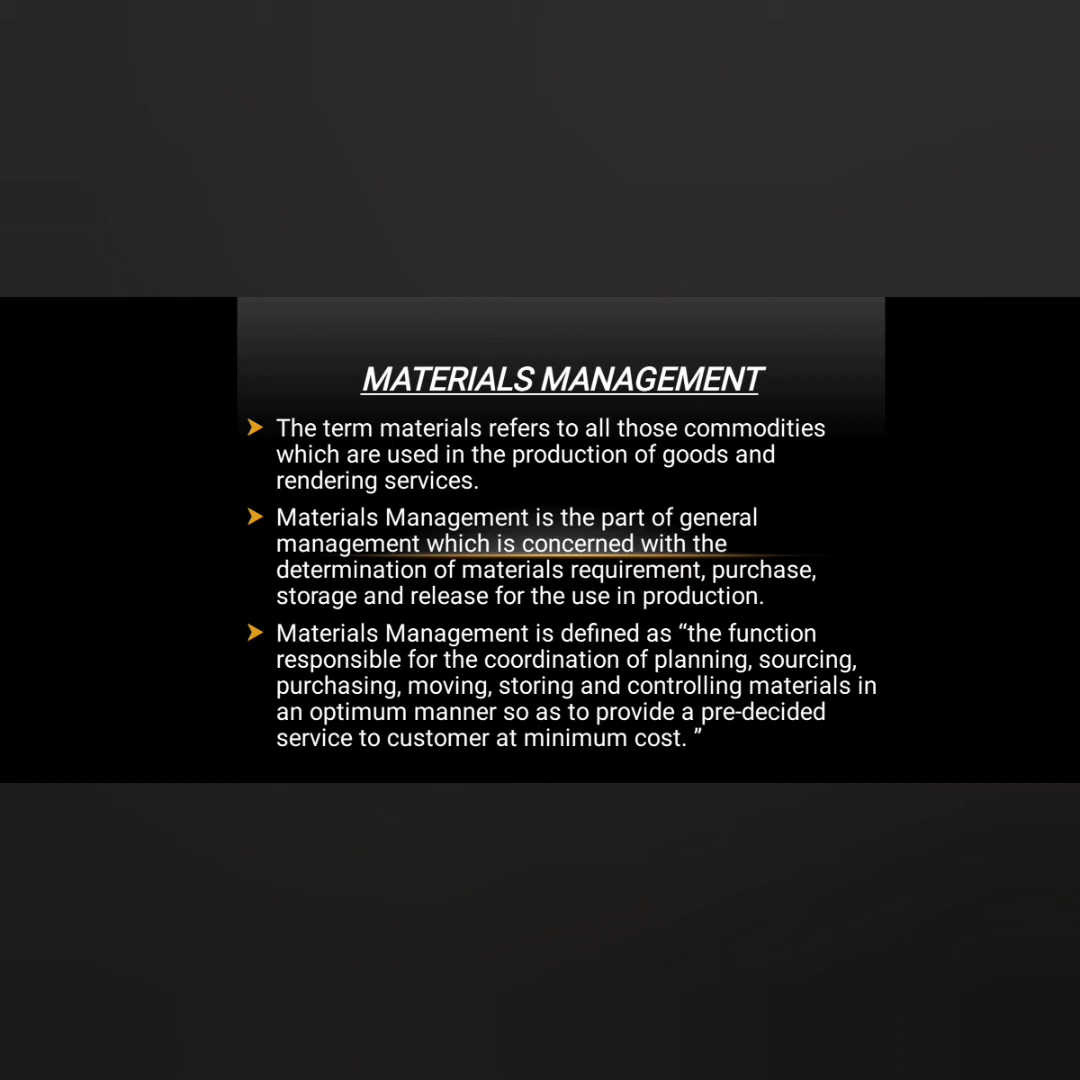 MATERIALS MANAGEMENT
The term materials refers to all those commodities
which are used in the production of goods and
rendering services.
Materials Management is the part of general
management which is concerned with the
determination of materials requirement, purchase,
storage and release for the use in production.
Materials Management is defined as “the function
responsible for the coordination of planning, sourcing,
purchasing, moving, storing and controlling materials in
an optimum manner so as to provide a pre-decided
service to customer at minimum cost. ”